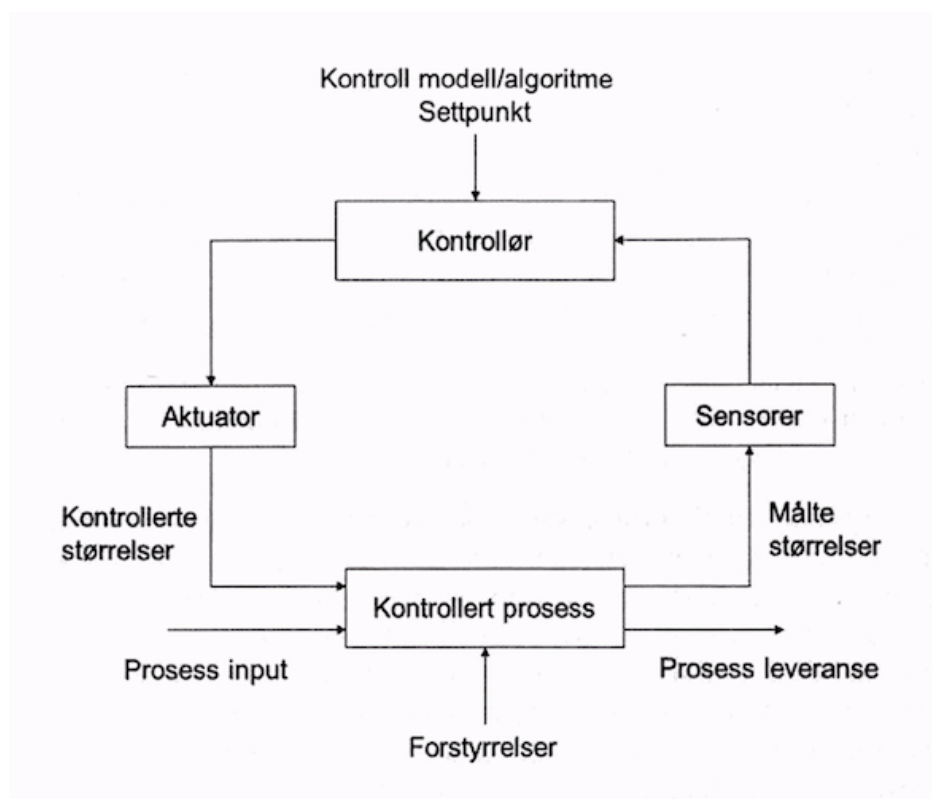 Kontroll modell/algoritme
Settpunkt
Kontrollør
Aktuator
Sensorer
Kontrollerte
størrelser
Målte
størrelser
Kontrollert prosess
Prosess input
Prosess leveranse
Forstyrrelser